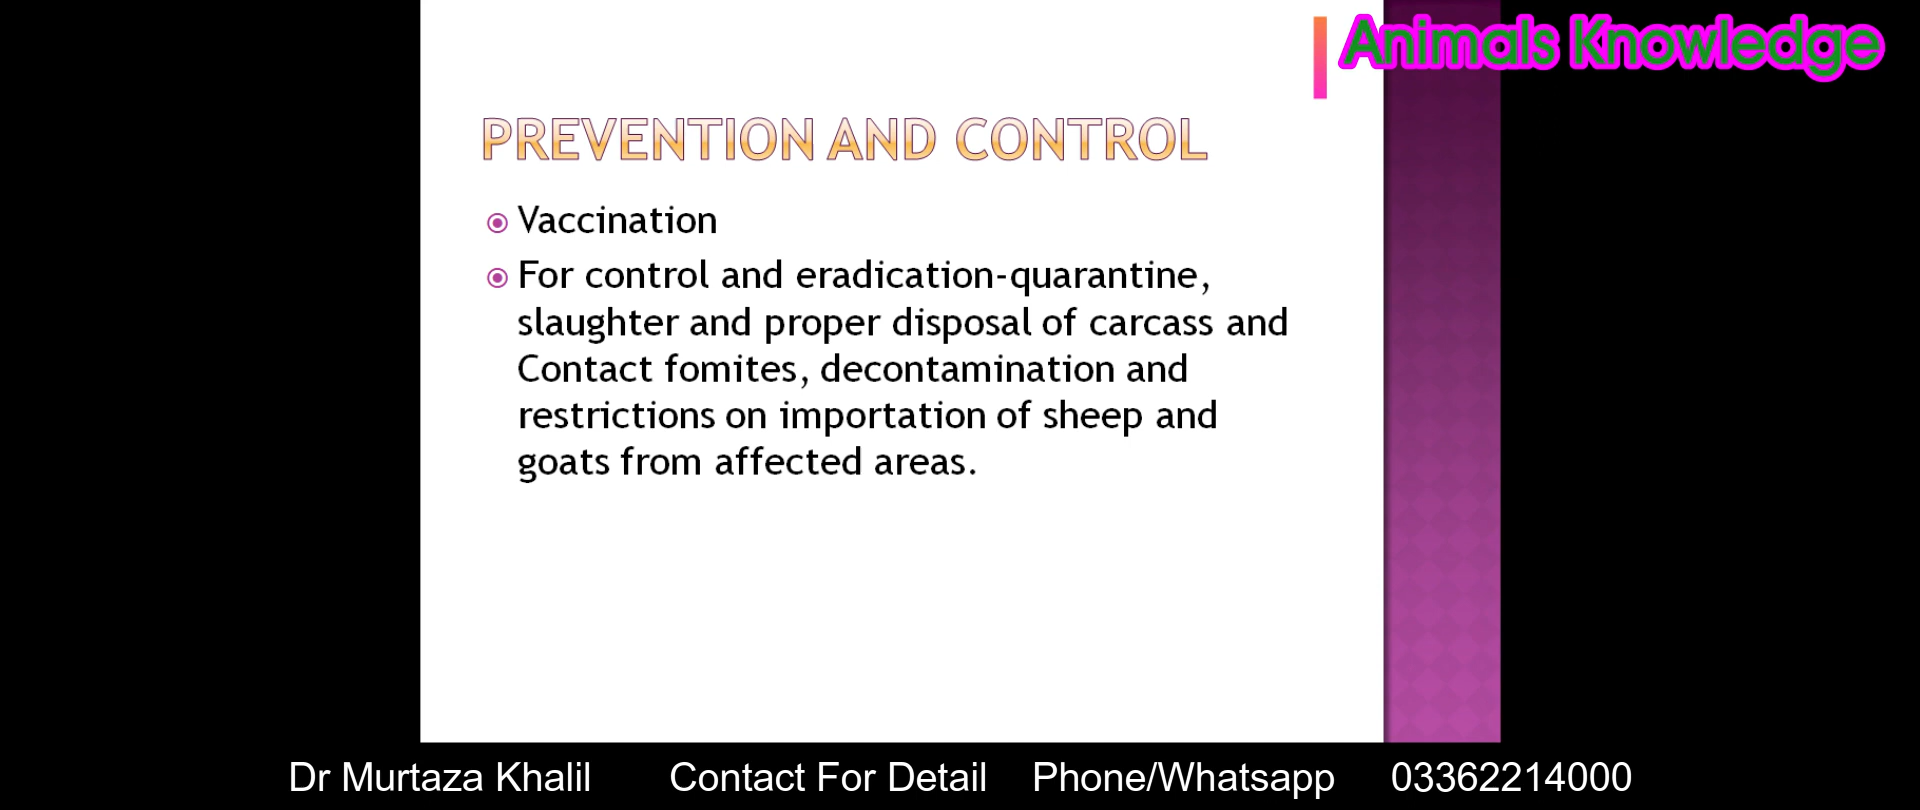 Animals Knowledge
PREVENTION AND CONTROL
Vaccination
For control and eradication-quarantine,
slaughter and proper disposal of carcass and
Contact fomites, decontamination and
restrictions on importation of sheep and
goats from affected areas.
Dr Murtaza Khalil Contact For Detail Phone/Whatsapp 03362214000